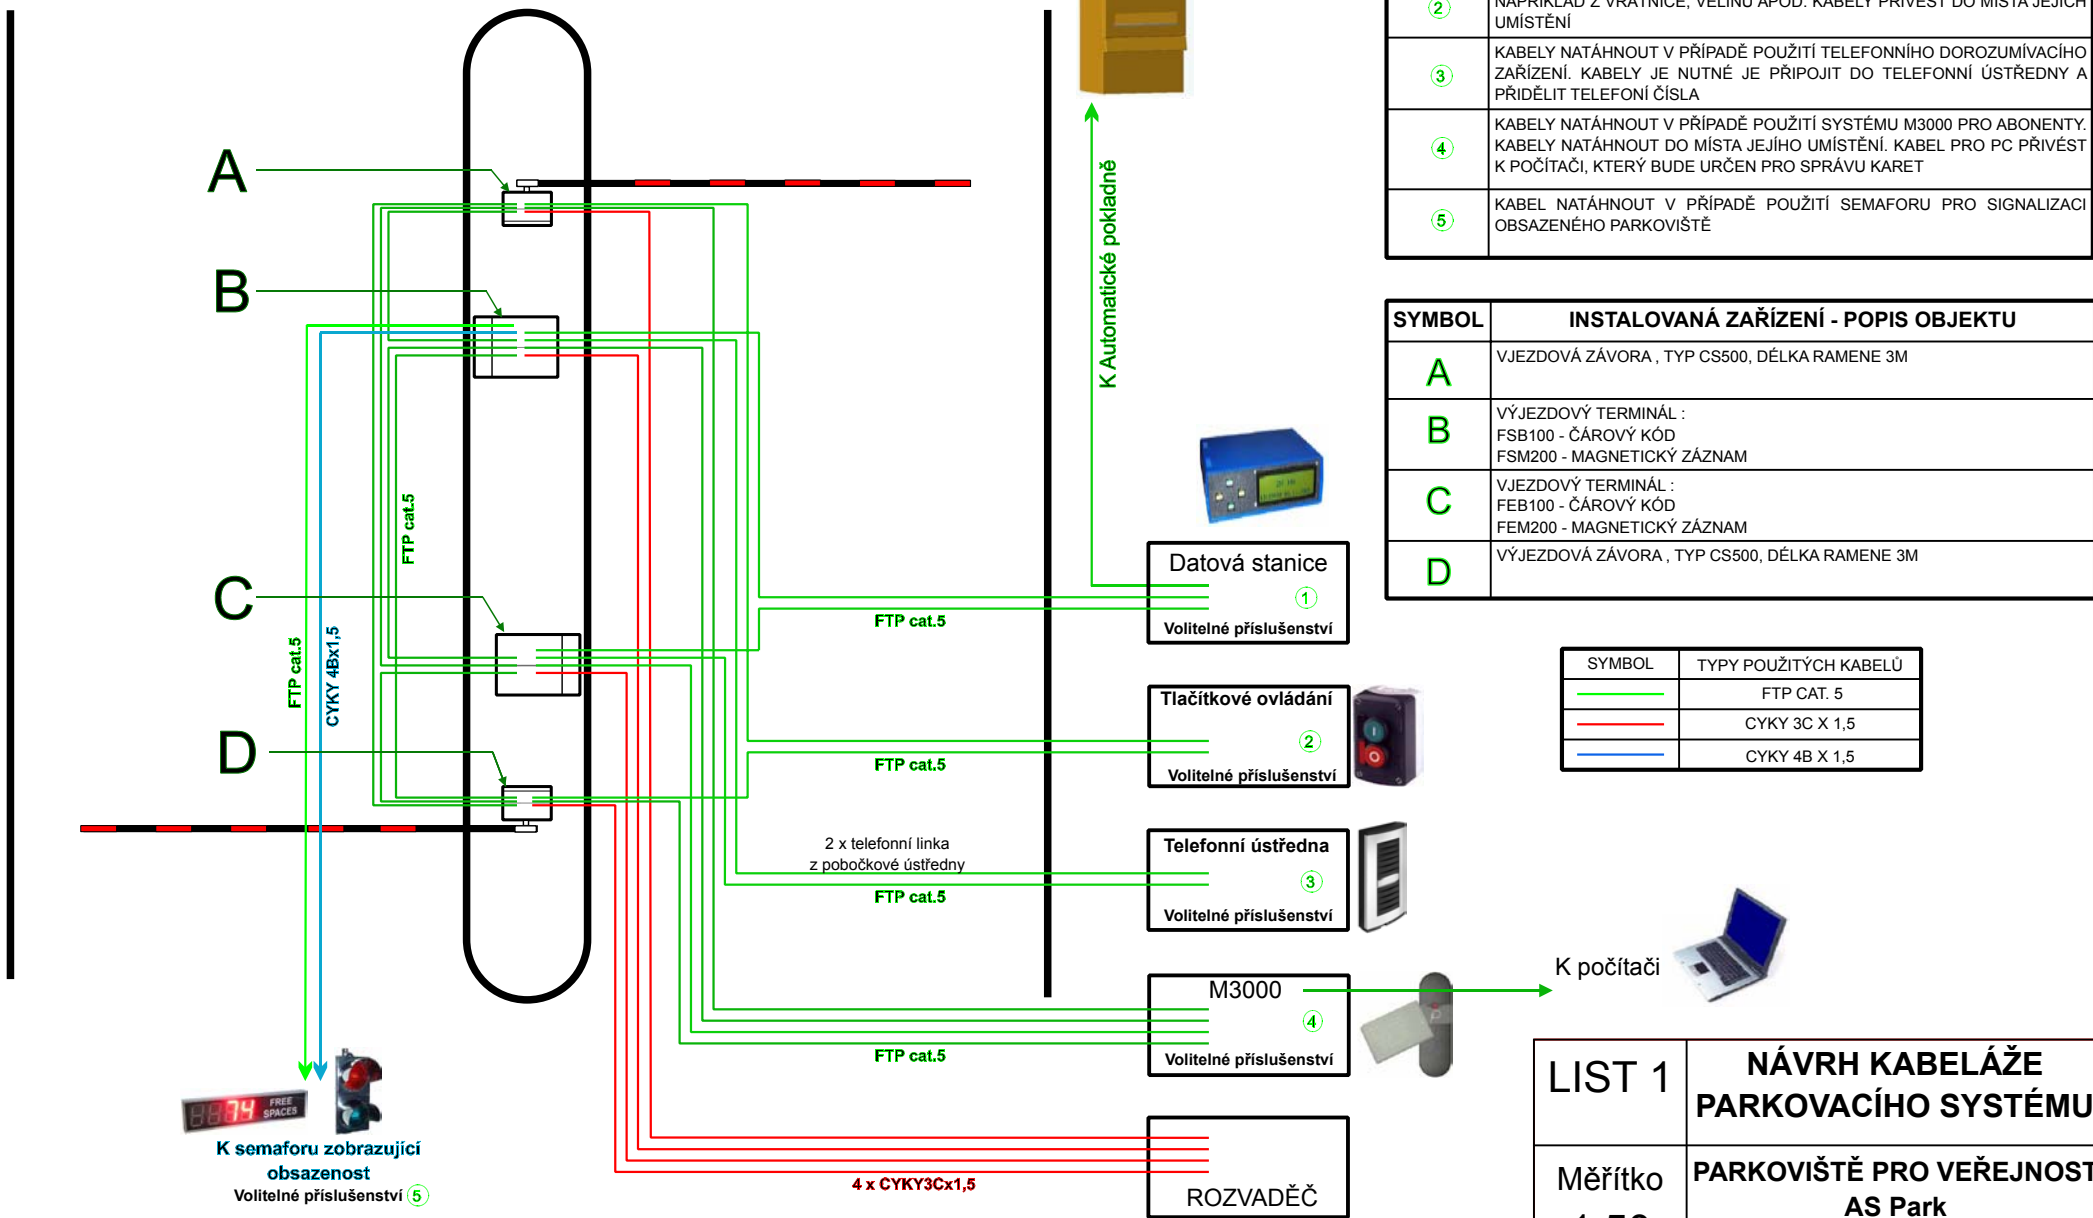 A
B
C
D
FTP cat.5
FTP cat.5
CYKY 4Bx1,5
74 FREE
SPACES
K semaforu zobrazující
obsazenost
Volitelné příslušenství 5
K Automatické pokladně
Datová stanice
1
Volitelné příslušenství
FTP cat.5
Tlačítkové ovládání
2
Volitelné příslušenství
FTP cat.5
2 x telefonní linka
z pobočkové ústředny
FTP cat.5
Telefonní ústředna
3
Volitelné příslušenství
M3000
4
Volitelné příslušenství
FTP cat.5
K počítači
4 x CYKY3Cx1,5
ROZVADĚČ
2
NAPŘÍKLAD Z VRÁTNICE, VELÍNU APOD. KABELY PŘIVÉST DO MÍSTA JEJICH
UMÍSTĚNÍ
3
KABELY NATÁHNOUT V PŘÍPADĚ POUŽITÍ TELEFONNÍHO DOROZUMÍVACÍHO
ZAŘÍZENÍ. KABELY JE NUTNÉ JE PŘIPOJIT DO TELEFONNÍ ÚSTŘEDNY A
PŘIDĚLIT TELEFONÍ ČÍSLA
4
KABELY NATÁHNOUT V PŘÍPADĚ POUŽITÍ SYSTÉMU M3000 PRO ABONENTY.
KABELY NATÁHNOUT DO MÍSTA JEJÍHO UMÍSTĚNÍ. KABEL PRO PC PŘIVÉST
K POČÍTAČI, KTERÝ BUDE URČEN PRO SPRÁVU KARET
5
KABEL NATÁHNOUT V PŘÍPADĚ POUŽITÍ SEMAFORU PRO SIGNALIZACI
OBSAZENÉHO PARKOVIŠTĚ
SYMBOL INSTALOVANÁ ZAŘÍZENÍ - POPIS OBJEKTU
A VJEZDOVÁ ZÁVORA , TYP CS500, DÉLKA RAMENE 3M
B
VÝJEZDOVÝ TERMINÁL :
FSB100 - ČÁROVÝ KÓD
FSM200 - MAGNETICKÝ ZÁZNAM
C
VJEZDOVÝ TERMINÁL :
FEB100 - ČÁROVÝ KÓD
FEM200 - MAGNETICKÝ ZÁZNAM
D VÝJEZDOVÁ ZÁVORA , TYP CS500, DÉLKA RAMENE 3M
SYMBOL TYPY POUŽITÝCH KABELŮ
FTP CAT. 5
CYKY 3C X 1,5
CYKY 4B X 1,5
LIST 1
NÁVRH KABELÁŽE
PARKOVACÍHO SYSTÉMU
Měřítko
PARKOVIŠTĚ PRO VEŘEJNOST
AS Park